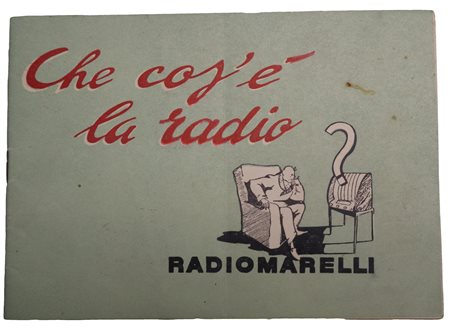 Che cos'è
la radio
?
RADIOMARELLI